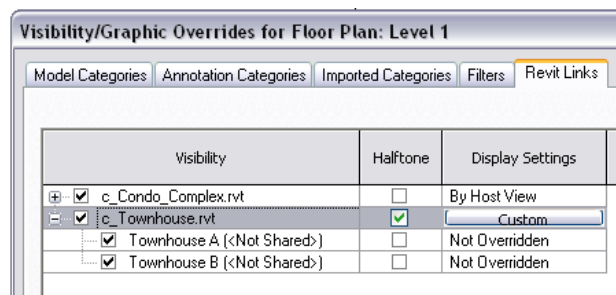 Visibility/Graphic Overrides for Floor Plan: Level 1
Model Categories Annotation Categories Imported Categories Filters Revit Links
Visibility Halftone Display Settings
c_Condo_Complex.rvt By Host View
c_Townhouse.rvt Custom
Townhouse A (<Not Shared>) Not Overridden
Townhouse B (<Not Shared>) Not Overridden